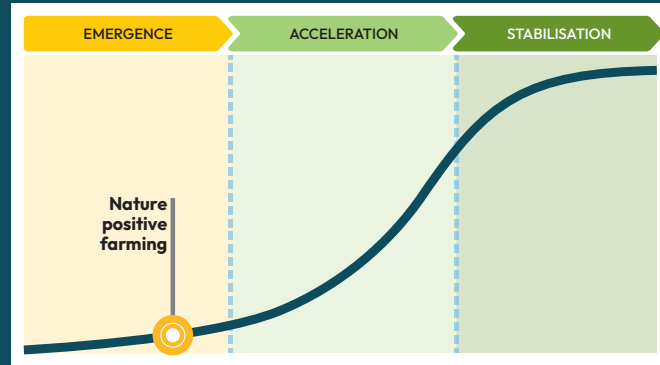 EMERGENCE
ACCELERATION
STABILISATION
Nature
positive
farming